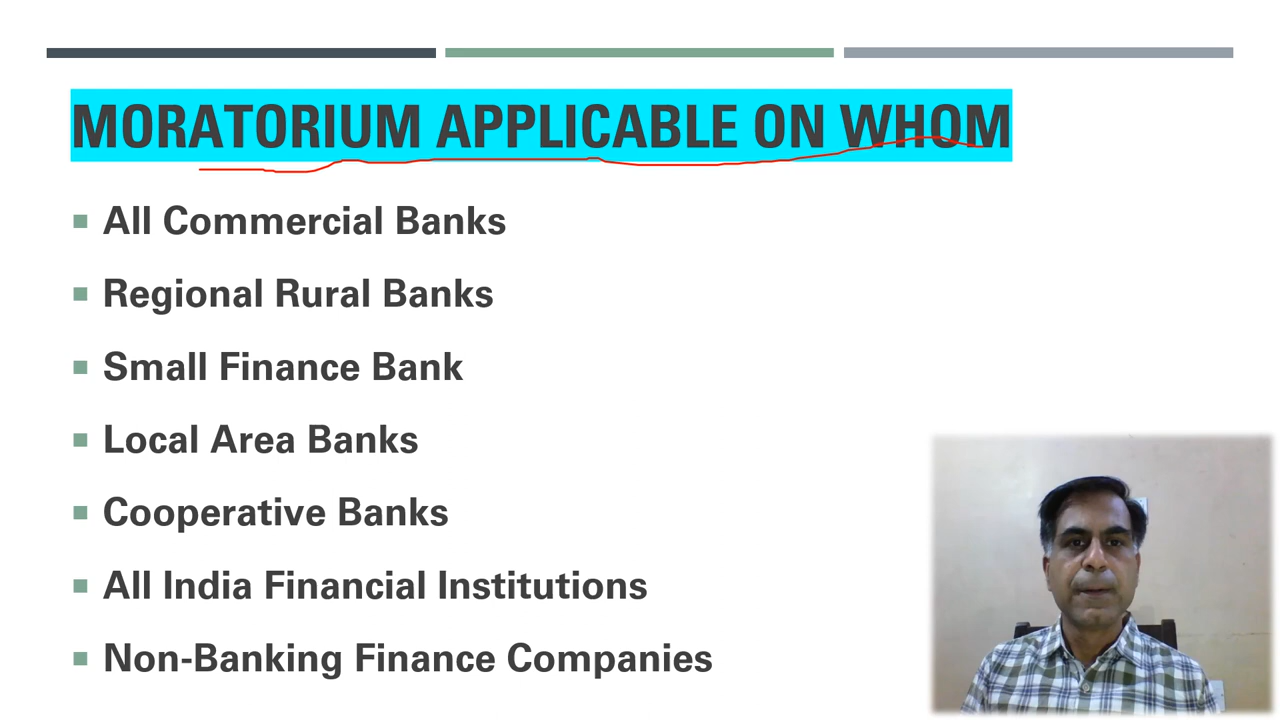 MORATORIUM APPLICABLE ON WHOM
All Commercial Banks
Regional Rural Banks
Small Finance Bank
Local Area Banks
Cooperative Banks
All India Financial Institutions
Non-Banking Finance Companies